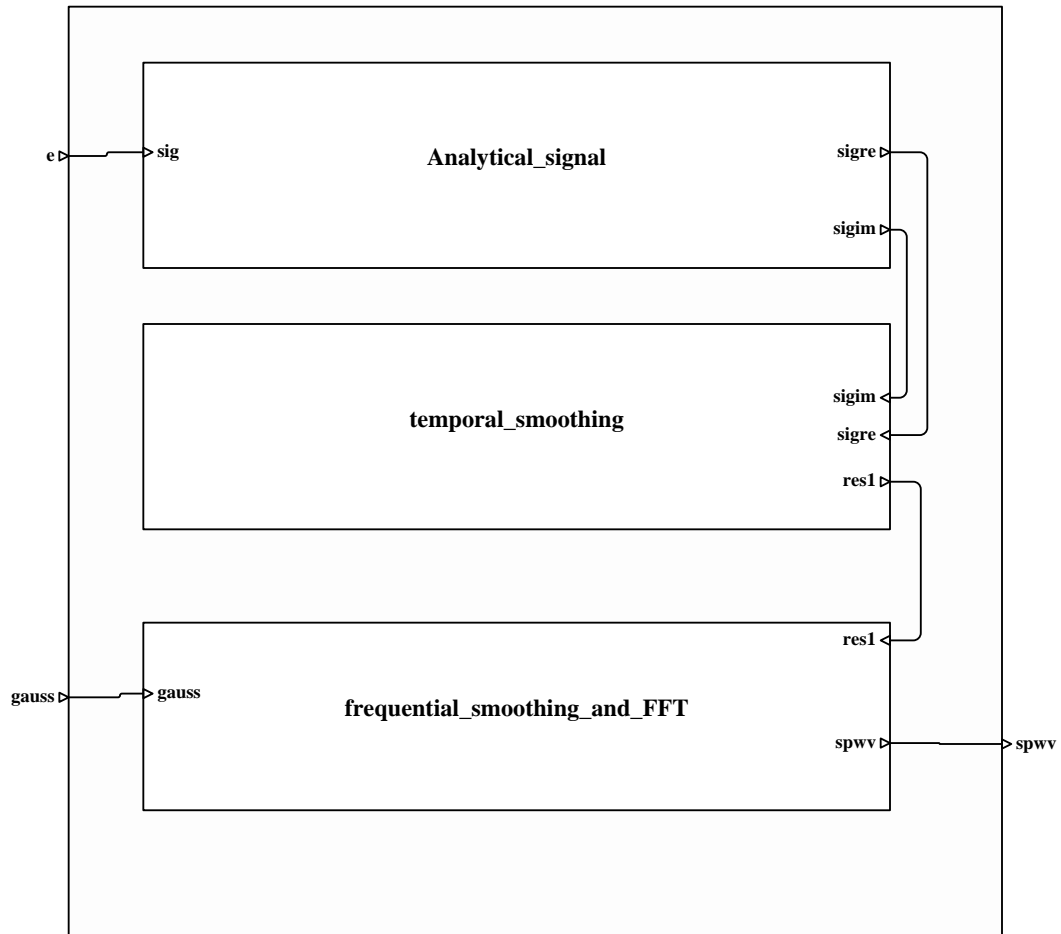 e
sig
Analytical_signal
sigre
sigim
temporal_smoothing
sigim
sigre
res1
res1
gauss
gauss
frequential_smoothing_and_FFT
spwv
spwv